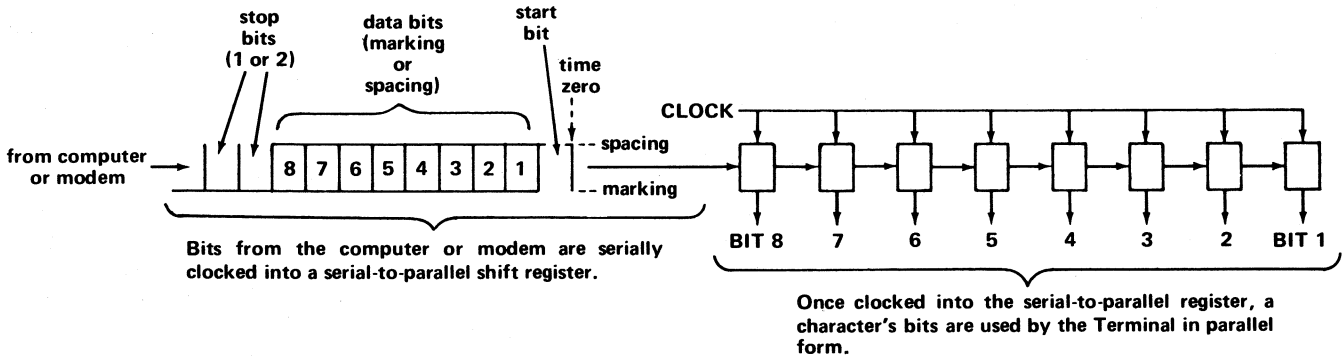 stop
bits
(1 or 2)
data bits
(marking
or
spacing)
start
bit
time
zero
from computer
or modem
8 7 6 5 4 3 2 1
spacing
marking
CLOCK
BIT 8 7 6 5 4 3 2 BIT 1
Bits from the computer or modem are serially
clocked into a serial-to-parallel shift register.
Once clocked into the serial-to-parallel register, a
character's bits are used by the Terminal in parallel
form.